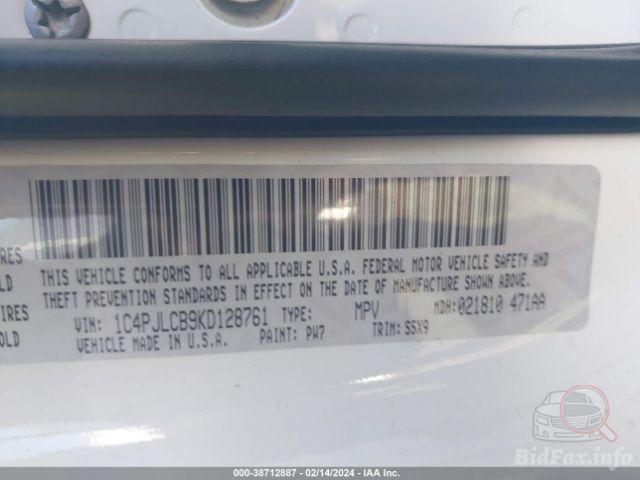 IRES
OLD
IRES
OLD
THIS VEHICLE CONFORMS TO ALL APPLICABLE U.S.A. FEDERAL MOTOR VEHICLE SAFETY AND
THEFT PREVENTION STANDARDS IN EFFECT ON THE DATE OF MANUFACTURE SHOWN ABOVE.
VIN: 1C4PJLCB9KD128761 TYPE: MPV MDH: 021810 471AA
VEHICLE MADE IN U.S.A. PAINT: PW7 TRIM: S5X9
BidFax.info
000-38712887 - 02/14/2024 - IAA Inc.